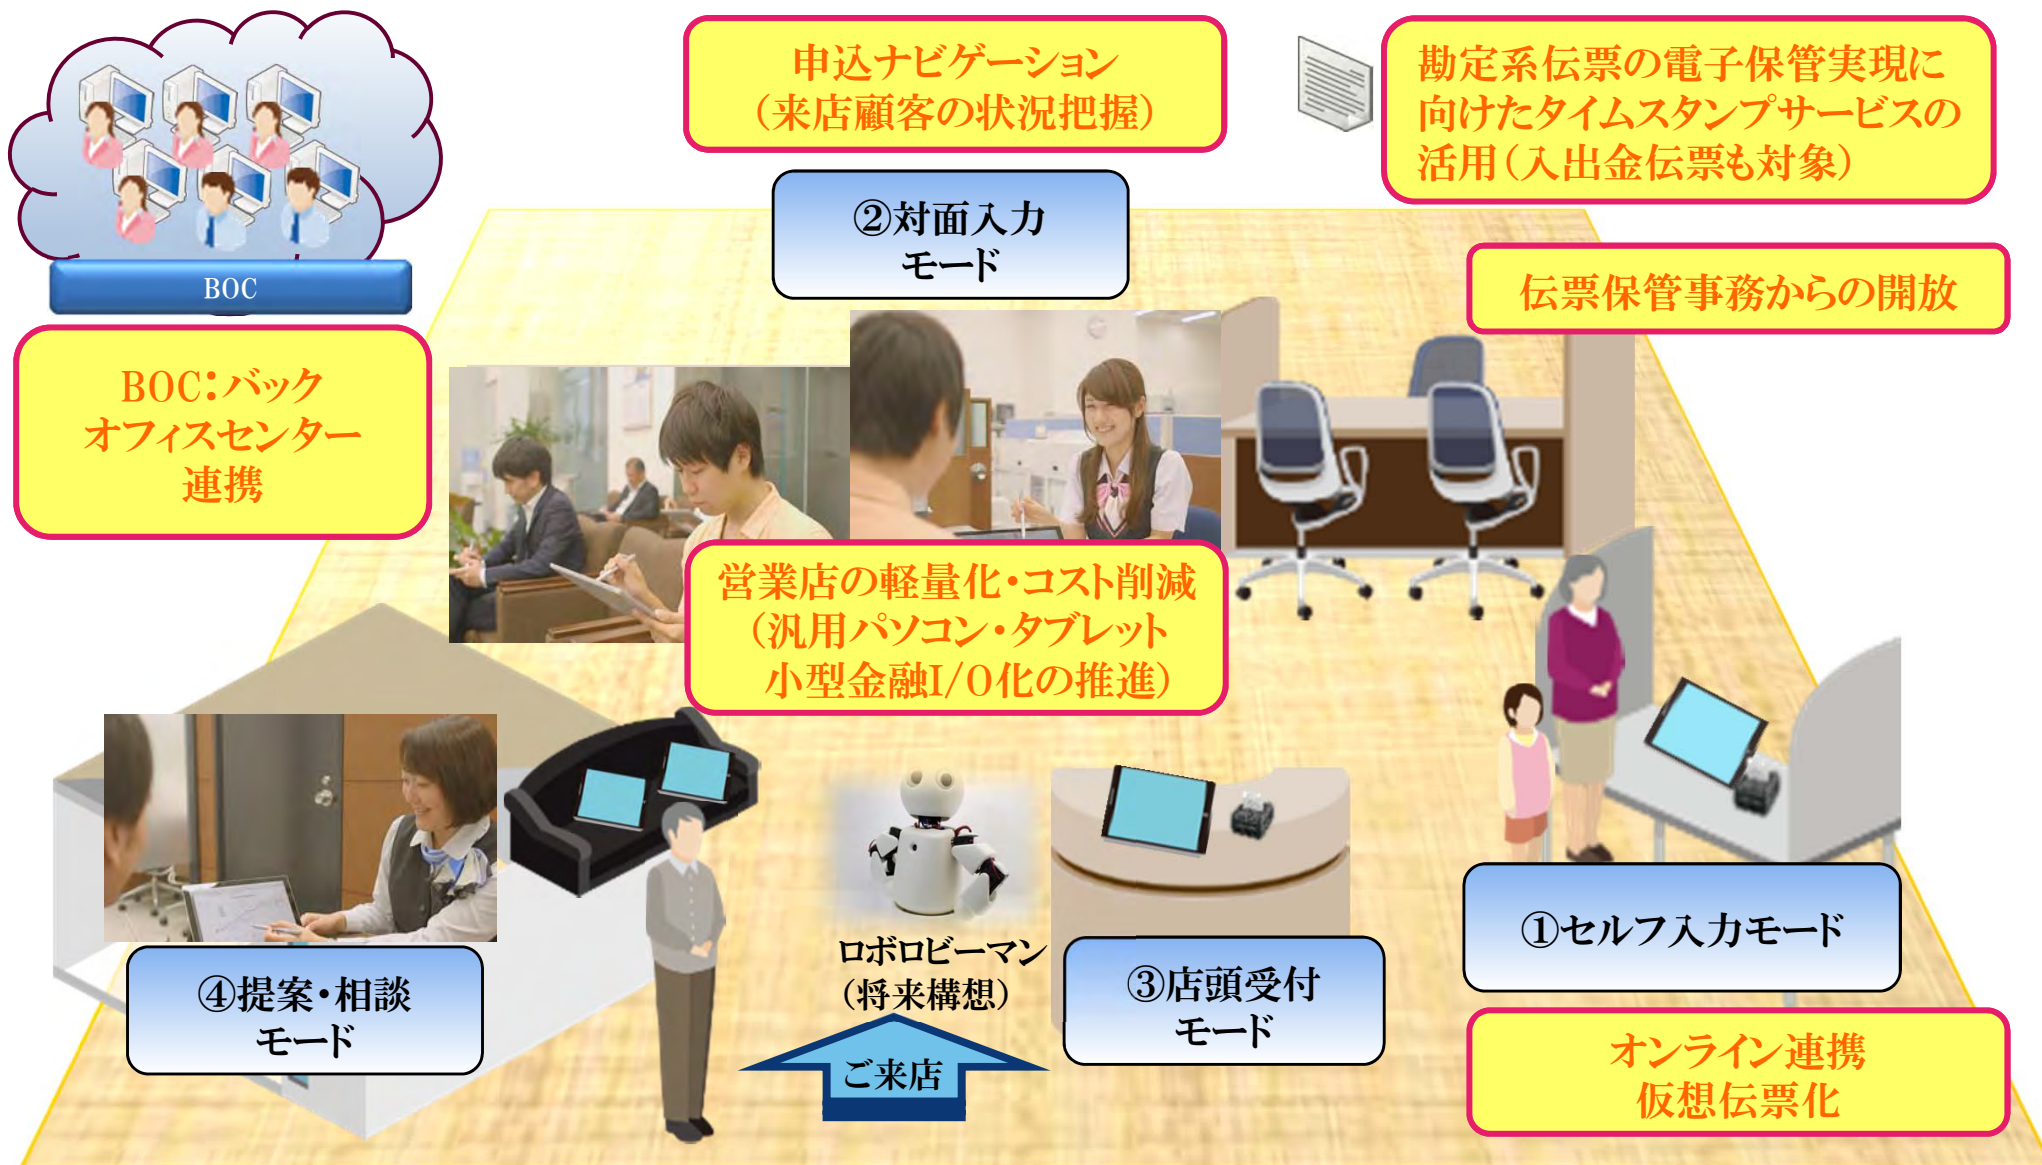 申込ナビゲーション
（来店顧客の状況把握）
勘定系伝票の電子保管実現に
向けたタイムスタンプサービスの
活用（入出金伝票も対象）
②対面入力
モード
伝票保管事務からの開放
BOC
BOC：バック
オフィスセンター
連携
営業店の軽量化・コスト削減
（汎用パソコン・タブレット
小型金融I/O化の推進）
①セルフ入力モード
ロボロビーマン
（将来構想）
③店頭受付
モード
④提案・相談
モード
ご来店
オンライン連携
仮想伝票化